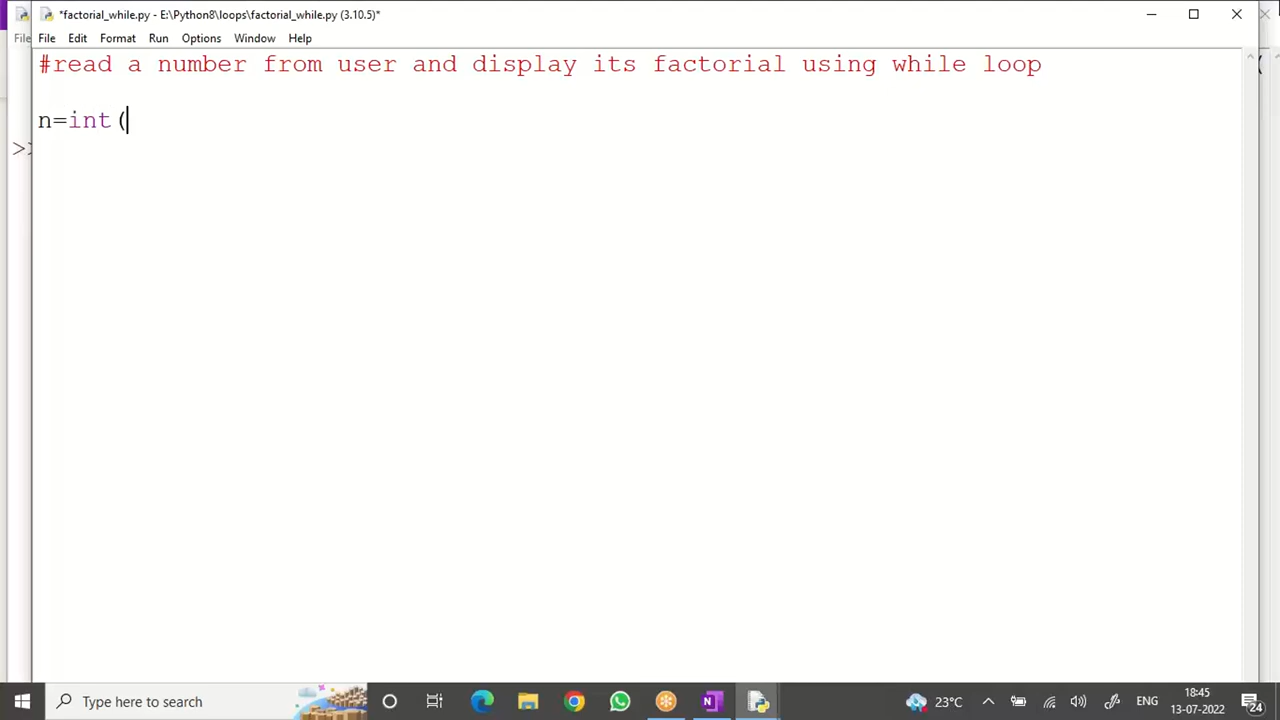 *factorial_while.py - E:\Python8\loops\factorial_while.py (3.10.5)*
File
File Edit Format Run Options Window Help
#read a number from user and display its factorial using while loop
n=int(
>>
Type here to search
23°C
ENG
18:45
13-07-2022
24